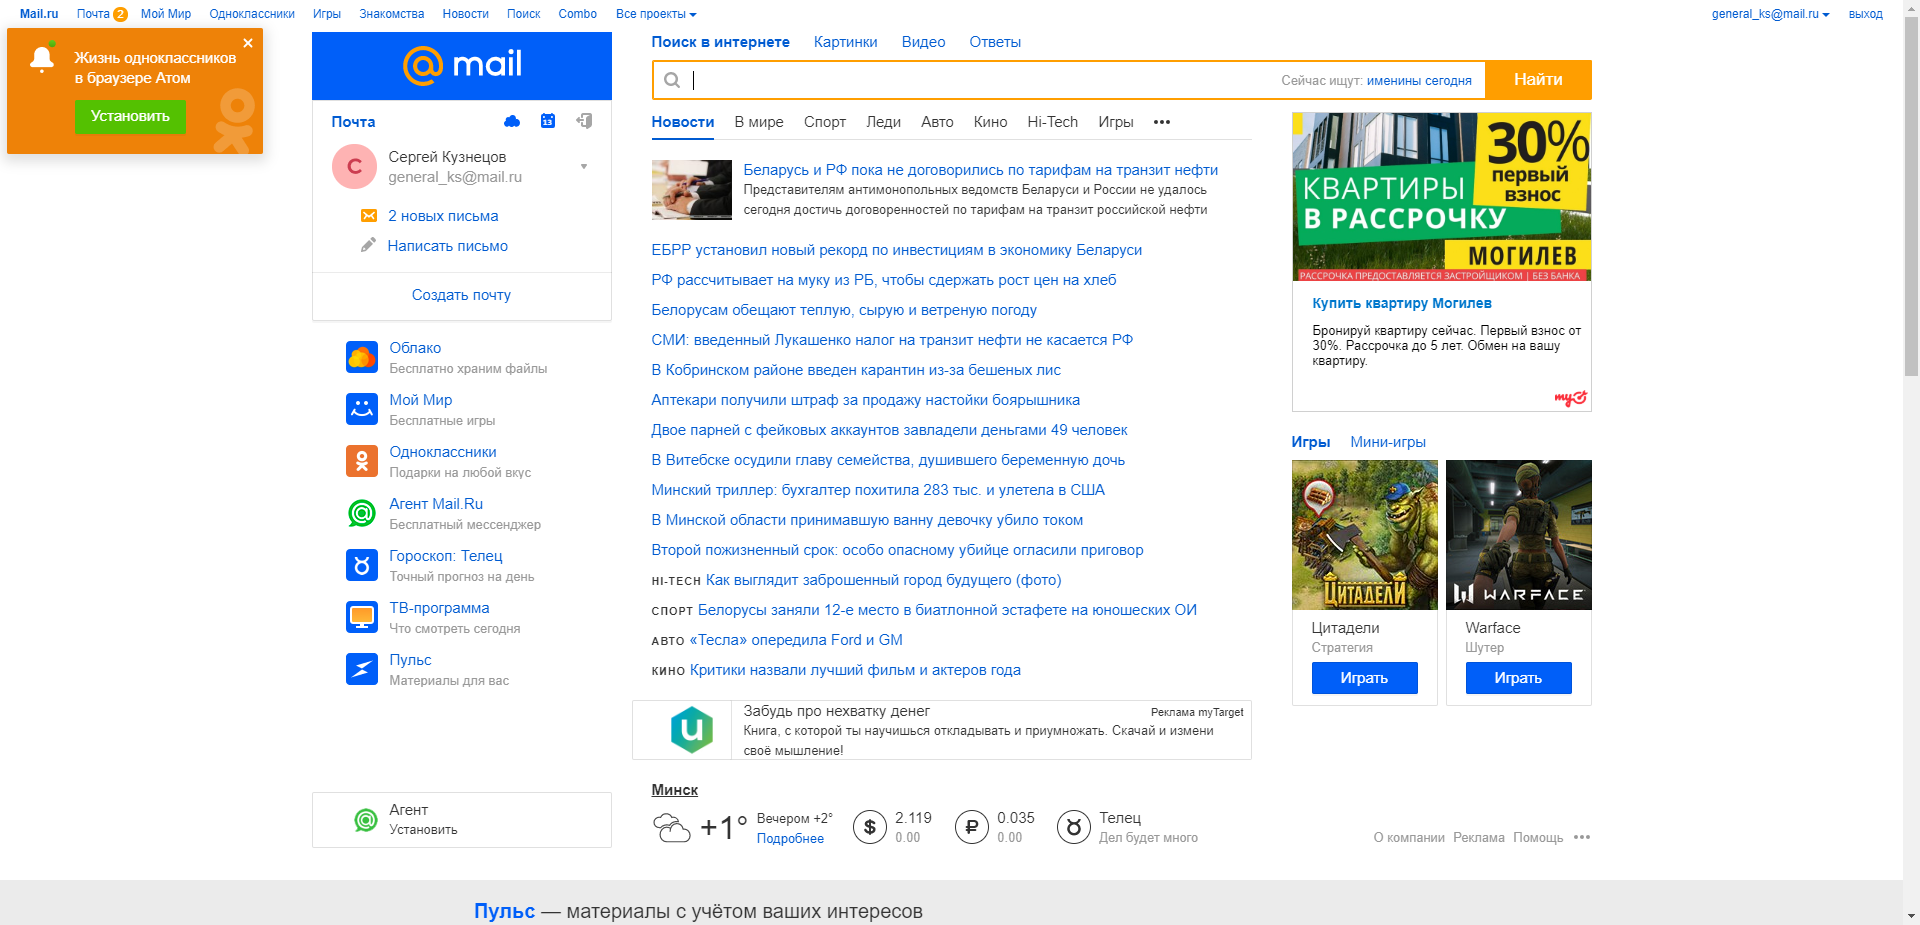 Mail.ru Почта 2 Мой Мир Одноклассники Игры Знакомства Новости Поиск Combo Все проекты
general_ks@mail.ru выход
Жизнь одноклассников
в браузере Атом
Установить
mail
Почта
13
С
Сергей Кузнецов
general_ks@mail.ru
2 новых письма
Написать письмо
Создать почту
Облако
Бесплатно храним файлы
Мой Мир
Бесплатные игры
Одноклассники
Подарки на любой вкус
Агент Mail.Ru
Бесплатный мессенджер
Гороскоп: Телец
Точный прогноз на день
ТВ-программа
Что смотреть сегодня
Пульс
Материалы для вас
Агент
Установить
Поиск в интернете Картинки Видео Ответы
Сейчас ищут: именины сегодня
Найти
Новости В мире Спорт Леди Авто Кино Hi-Tech Игры •••
Беларусь и РФ пока не договорились по тарифам на транзит нефти
Представителям антимонопольных ведомств Беларуси и России не удалось
сегодня достичь договоренностей по тарифам на транзит российской нефти
ЕБРР установил новый рекорд по инвестициям в экономику Беларуси
РФ рассчитывает на муку из РБ, чтобы сдержать рост цен на хлеб
Белорусам обещают теплую, сырую и ветреную погоду
СМИ: введенный Лукашенко налог на транзит нефти не касается РФ
В Кобринском районе введен карантин из-за бешеных лис
Аптекари получили штраф за продажу настойки боярышника
Двое парней с фейковых аккаунтов завладели деньгами 49 человек
В Витебске осудили главу семейства, душившего беременную дочь
Минский триллер: бухгалтер похитила 283 тыс. и улетела в США
В Минской области принимавшую ванну девочку убило током
Второй пожизненный срок: особо опасному убийце огласили приговор
HI-TECH Как выглядит заброшенный город будущего (фото)
СПОРТ Белорусы заняли 12-е место в биатлонной эстафете на юношеских ОИ
АВТО «Тесла» опередила Ford и GM
КИНО Критики назвали лучший фильм и актеров года
u
Забудь про нехватку денег
Реклама myTarget
Книга, с которой ты научишься откладывать и приумножать. Скачай и измени
своё мышление!
Минск
+1°
Вечером +2°
Подробнее
$
2.119
0.00
₽
0.035
0.00
Телец
Дел будет много
30%
первый
взнос
КВАРТИРЫ
В РАССРОЧКУ
МОГИЛЕВ
РАССРОЧКА ПРЕДОСТАВЛЯЕТСЯ ЗАСТРОЙЩИКОМ | БЕЗ БАНКА
Купить квартиру Могилев
Бронируй квартиру сейчас. Первый взнос от
30%. Рассрочка до 5 лет. Обмен на вашу
квартиру.
my
Игры Мини-игры
ЦИТАДЕЛИ
WARFACE
Цитадели
Стратегия
Играть
Warface
Шутер
Играть
О компании Реклама Помощь •••
Пульс — материалы с учётом ваших интересов